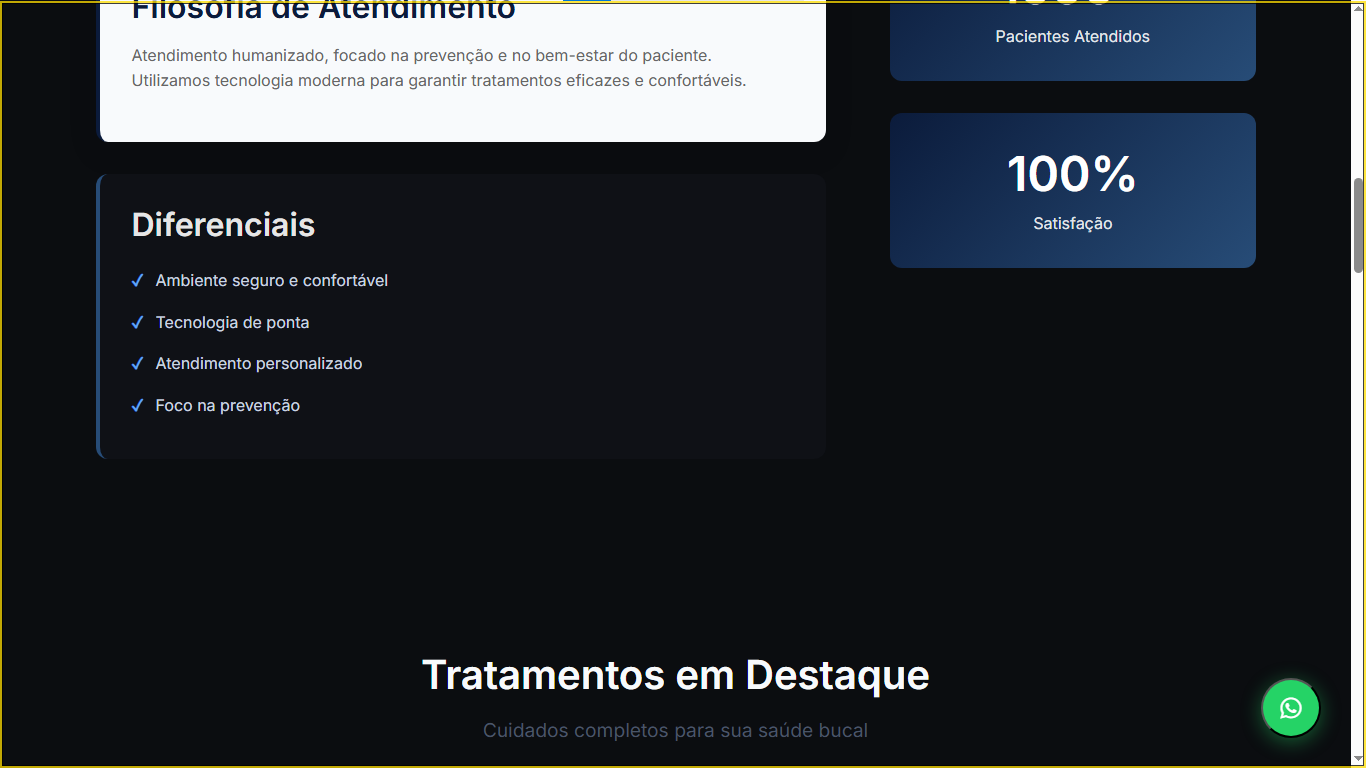 Filosofia de Atendimento
Atendimento humanizado, focado na prevenção e no bem-estar do paciente.
Utilizamos tecnologia moderna para garantir tratamentos eficazes e confortáveis.
Diferenciais
✓ Ambiente seguro e confortável
✓ Tecnologia de ponta
✓ Atendimento personalizado
✓ Foco na prevenção
Pacientes Atendidos
100%
Satisfação
Tratamentos em Destaque
Cuidados completos para sua saúde bucal